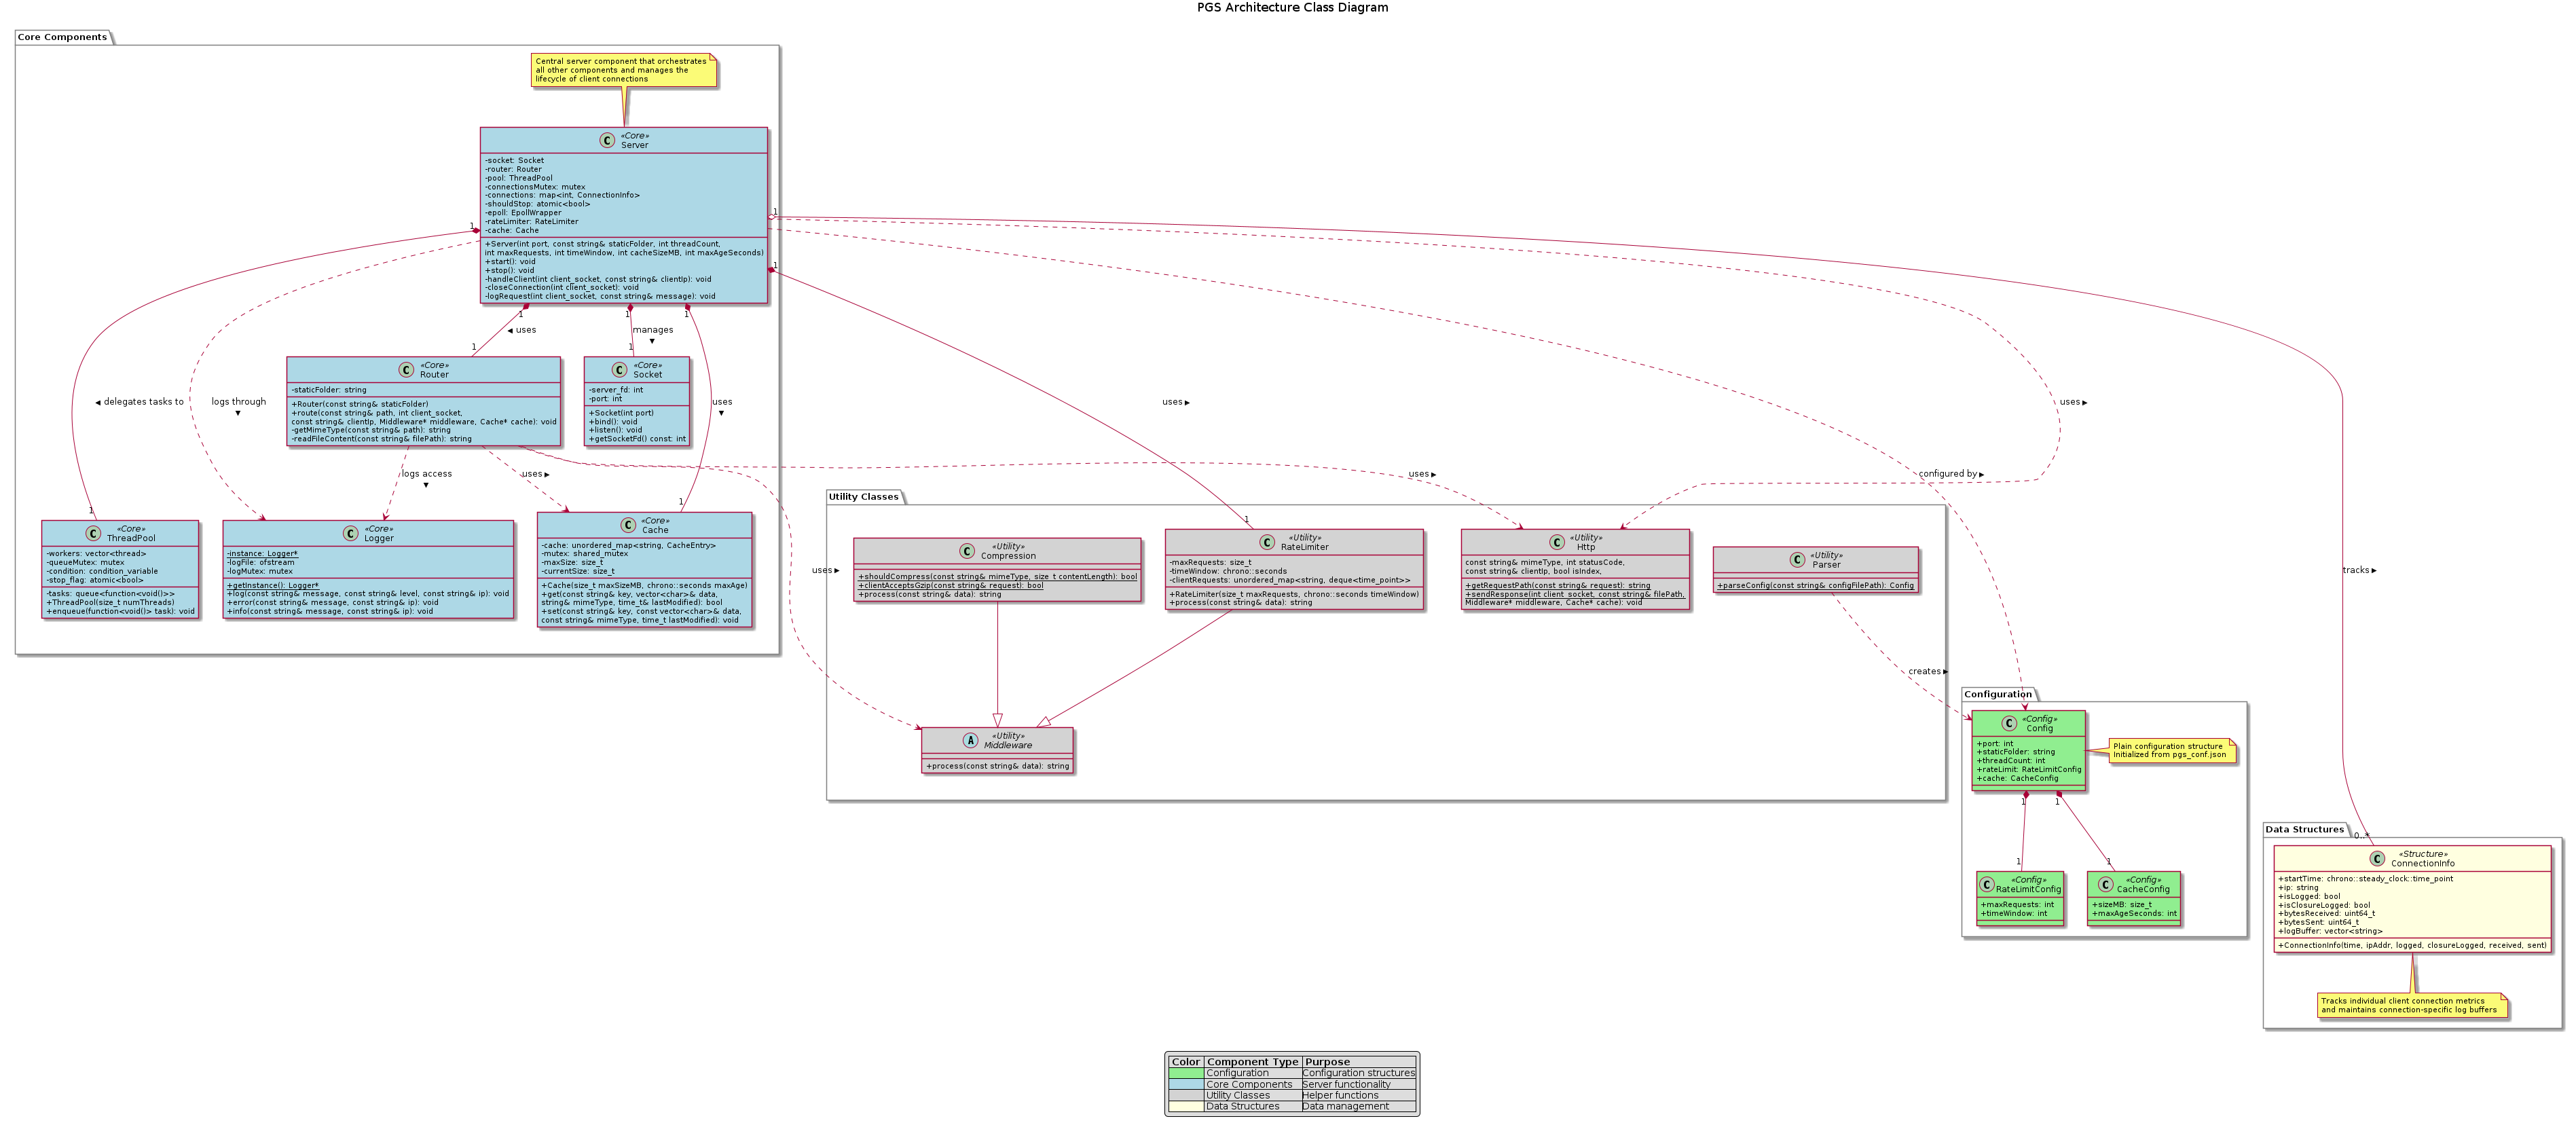 PGS Architecture Class Diagram
Core Components
Central server component that orchestrates
all other components and manages the
lifecycle of client connections
«Core»
Server
-socket: Socket
-router: Router
-pool: ThreadPool
-connectionsMutex: mutex
-connections: map<int, ConnectionInfo>
-shouldStop: atomic<bool>
-epoll: EpollWrapper
-rateLimiter: RateLimiter
-cache: Cache
+Server(int port, const string& staticFolder, int threadCount,
int maxRequests, int timeWindow, int cacheSizeMB, int maxAgeSeconds)
+start(): void
+stop(): void
-handleClient(int client_socket, const string& clientIp): void
-closeConnection(int client_socket): void
-logRequest(int client_socket, const string& message): void
1
1
1
1
1
1
◀ uses
manages
▼
1
1
«Core»
Router
-staticFolder: string
+Router(const string& staticFolder)
+route(const string& path, int client_socket,
const string& clientIp, Middleware* middleware, Cache* cache): void
-getMimeType(const string& path): string
-readFileContent(const string& filePath): string
«Core»
Socket
-server_fd: int
-port: int
+Socket(int port)
+bind(): void
+listen(): void
+getSocketFd() const: int
◀ delegates tasks to
logs through
▼
uses
▼
uses ▶
uses ▶
logs access
▼
uses ▶
uses ▶
configured by ▶
1
1
1
«Core»
ThreadPool
-workers: vector<thread>
-queueMutex: mutex
-condition: condition_variable
-stop_flag: atomic<bool>
-tasks: queue<function<void()>>
+ThreadPool(size_t numThreads)
+enqueue(function<void()> task): void
«Core»
Logger
-instance: Logger*
-logFile: ofstream
-logMutex: mutex
+getInstance(): Logger*
+log(const string& message, const string& level, const string& ip): void
+error(const string& message, const string& ip): void
+info(const string& message, const string& ip): void
«Core»
Cache
-cache: unordered_map<string, CacheEntry>
-mutex: shared_mutex
-maxSize: size_t
-currentSize: size_t
+Cache(size_t maxSizeMB, chrono::seconds maxAge)
+get(const string& key, vector<char>& data,
string& mimeType, time_t& lastModified): bool
+set(const string& key, const vector<char>& data,
const string& mimeType, time_t lastModified): void
uses ▶
Utility Classes
«Utility»
Compression
+shouldCompress(const string& mimeType, size_t contentLength): bool
+clientAcceptsGzip(const string& request): bool
+process(const string& data): string
«Utility»
RateLimiter
-maxRequests: size_t
-timeWindow: chrono::seconds
-clientRequests: unordered_map<string, deque<time_point>>
+RateLimiter(size_t maxRequests, chrono::seconds timeWindow)
+process(const string& data): string
«Utility»
Http
const string& mimeType, int statusCode,
const string& clientIp, bool isIndex,
+getRequestPath(const string& request): string
+sendResponse(int client_socket, const string& filePath,
Middleware* middleware, Cache* cache): void
«Utility»
Parser
+parseConfig(const string& configFilePath): Config
tracks ▶
creates ▶
«Utility»
Middleware
+process(const string& data): string
Configuration
«Config»
Config
+port: int
+staticFolder: string
+threadCount: int
+rateLimit: RateLimitConfig
+cache: CacheConfig
Plain configuration structure
Initialized from pgs_conf.json
1
1
1
1
«Config»
RateLimitConfig
+maxRequests: int
+timeWindow: int
«Config»
CacheConfig
+sizeMB: size_t
+maxAgeSeconds: int
Data Structures
0..*
«Structure»
ConnectionInfo
+startTime: chrono::steady_clock::time_point
+ip: string
+isLogged: bool
+isClosureLogged: bool
+bytesReceived: uint64_t
+bytesSent: uint64_t
+logBuffer: vector<string>
+ConnectionInfo(time, ipAddr, logged, closureLogged, received, sent)
Tracks individual client connection metrics
and maintains connection-specific log buffers
Color Component Type Purpose
Configuration Configuration structures
Core Components Server functionality
Utility Classes Helper functions
Data Structures Data management